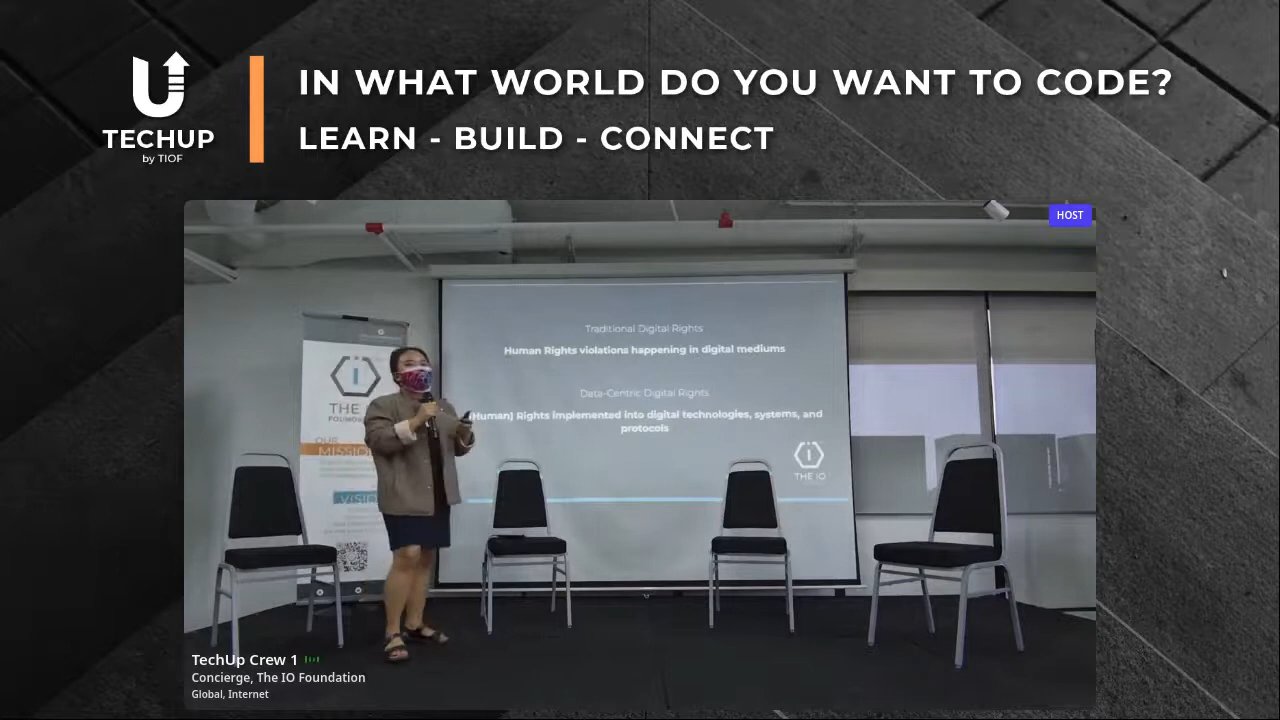 TECHUP
by TIOF
IN WHAT WORLD DO YOU WANT TO CODE?
LEARN - BUILD - CONNECT
HOST
Traditional Digital Rights
Human Rights violations happening in digital mediums
Data-Centric Digital Rights
(Human) Rights implemented into digital technologies, systems, and
protocols
THE IO
THE
OUR
MISSION
VISIO
TechUp Crew 1
Concierge, The IO Foundation
Global, Internet